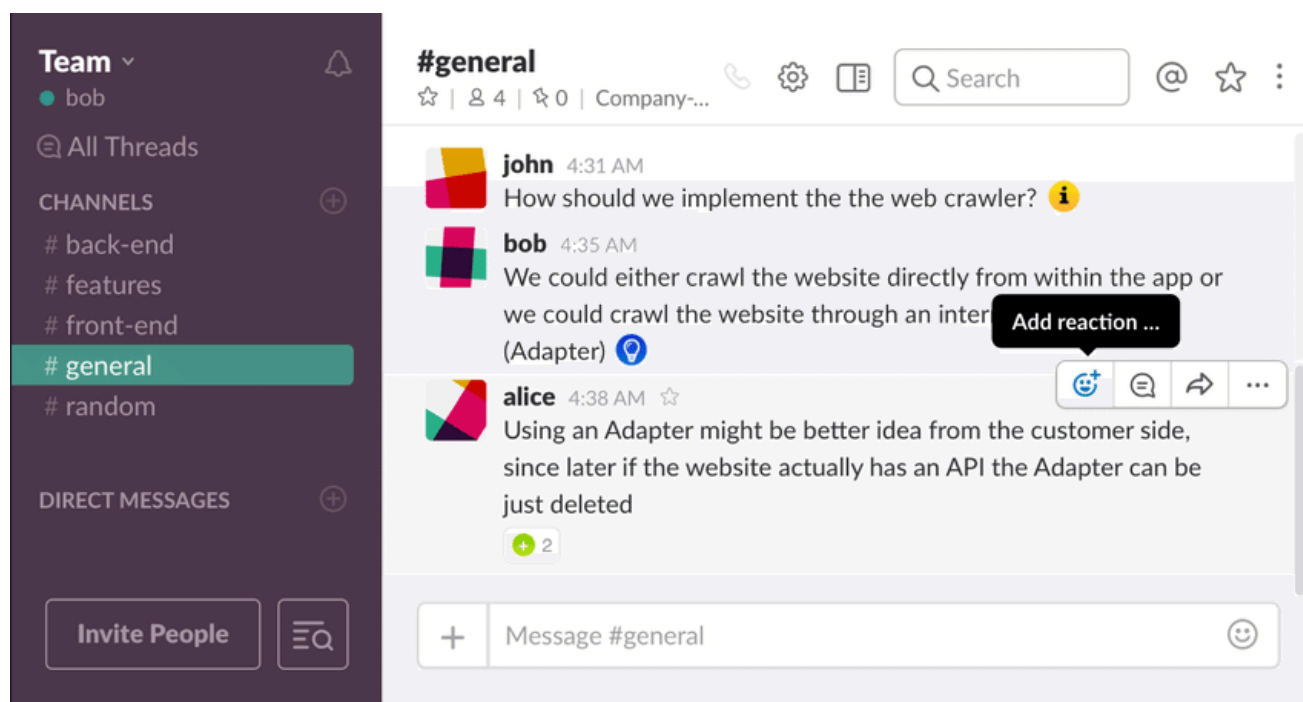 Team
bob
All Threads
CHANNELS
# back-end
# features
# front-end
# general
# random
DIRECT MESSAGES
Invite People
#general
4 | 0 | Company-...
Search
john 4:31 AM
How should we implement the the web crawler?
bob 4:35 AM
We could either crawl the website directly from within the app or
we could crawl the website through an
(Adapter)
Add reaction ...
alice 4:38 AM
Using an Adapter might be better idea from the customer side,
since later if the website actually has an API the Adapter can be
just deleted
2
Message #general